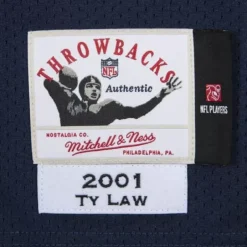 THROWBACKS
NFL
Authentic
NOSTALGIA CO.
Mitchell & Ness
PHILADELPHIA, PA.
NFL PLAYERS
2001
TY LAW